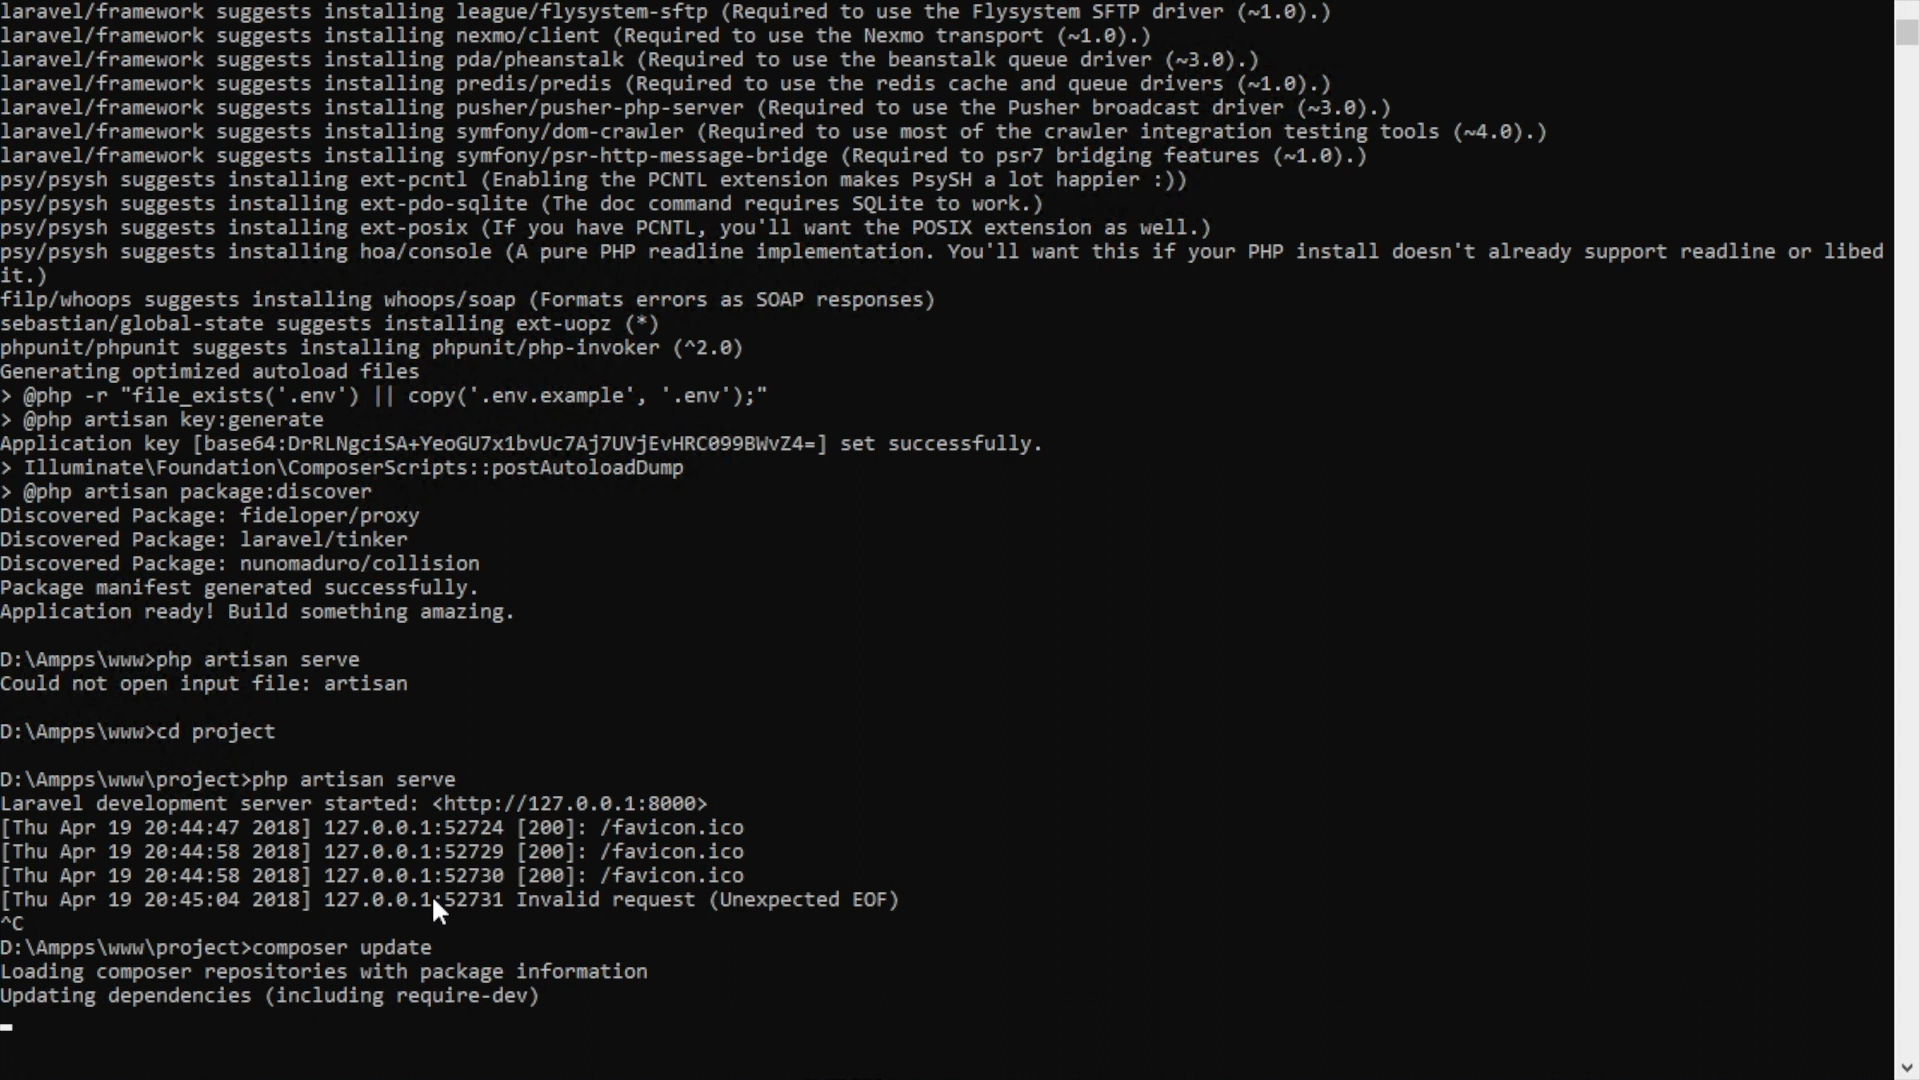 laravel/framework suggests installing league/flysystem-sftp (Required to use the Flysystem SFTP driver (~1.0).)
laravel/framework suggests installing nexmo/client (Required to use the Nexmo transport (~1.0).)
laravel/framework suggests installing pda/pheanstalk (Required to use the beanstalk queue driver (~3.0).)
laravel/framework suggests installing predis/predis (Required to use the redis cache and queue drivers (~1.0).)
laravel/framework suggests installing pusher/pusher-php-server (Required to use the Pusher broadcast driver (~3.0).)
laravel/framework suggests installing symfony/dom-crawler (Required to use most of the crawler integration testing tools (~4.0).)
laravel/framework suggests installing symfony/psr-http-message-bridge (Required to psr7 bridging features (~1.0).)
psy/psysh suggests installing ext-pcntl (Enabling the PCNTL extension makes PsySH a lot happier :))
psy/psysh suggests installing ext-pdo-sqlite (The doc command requires SQLite to work.)
psy/psysh suggests installing ext-posix (If you have PCNTL, you'll want the POSIX extension as well.)
psy/psysh suggests installing hoa/console (A pure PHP readline implementation. You'll want this if your PHP install doesn't already support readline or libed
it.)
filp/whoops suggests installing whoops/soap (Formats errors as SOAP responses)
sebastian/global-state suggests installing ext-uopz (*)
phpunit/phpunit suggests installing phpunit/php-invoker (^2.0)
Generating optimized autoload files
> @php -r "file_exists('.env') || copy('.env.example', '.env');"
> @php artisan key:generate
Application key [base64:DrRLNgciSA+YeoGU7x1bvUc7Aj7UVjEvHRC099BWvZ4=] set successfully.
> Illuminate\Foundation\ComposerScripts::postAutoloadDump
> @php artisan package:discover
Discovered Package: fideloper/proxy
Discovered Package: laravel/tinker
Discovered Package: nunomaduro/collision
Package manifest generated successfully.
Application ready! Build something amazing.
D:\Ampps\www>php artisan serve
Could not open input file: artisan
D:\Ampps\www>cd project
D:\Ampps\www\project>php artisan serve
Laravel development server started: <http://127.0.0.1:8000>
[Thu Apr 19 20:44:47 2018] 127.0.0.1:52724 [200]: /favicon.ico
[Thu Apr 19 20:44:58 2018] 127.0.0.1:52729 [200]: /favicon.ico
[Thu Apr 19 20:44:58 2018] 127.0.0.1:52730 [200]: /favicon.ico
[Thu Apr 19 20:45:04 2018] 127.0.0.1:52731 Invalid request (Unexpected EOF)
^C
D:\Ampps\www\project>composer update
Loading composer repositories with package information
Updating dependencies (including require-dev)